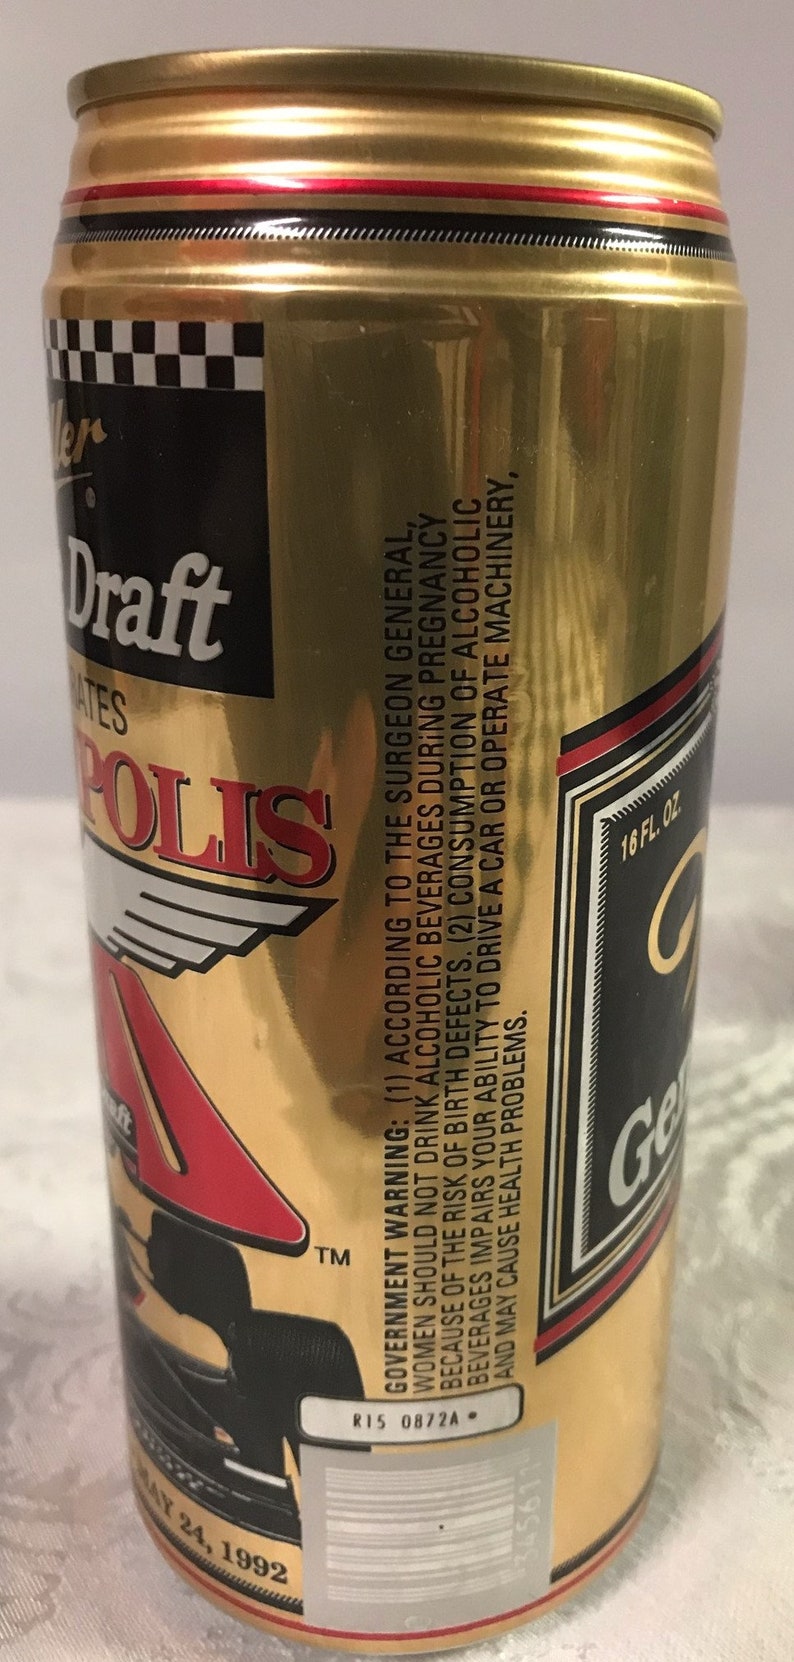 ller
®
Draft
RATES
POLIS
TM
MAY 24, 1992
GOVERNMENT WARNING: (1) ACCORDING TO THE SURGEON GENERAL,
WOMEN SHOULD NOT DRINK ALCOHOLIC BEVERAGES DURING PREGNANCY
BECAUSE OF THE RISK OF BIRTH DEFECTS. (2) CONSUMPTION OF ALCOHOLIC
BEVERAGES IMPAIRS YOUR ABILITY TO DRIVE A CAR OR OPERATE MACHINERY,
AND MAY CAUSE HEALTH PROBLEMS.
R15 0872A
16 FL. OZ.
Gen